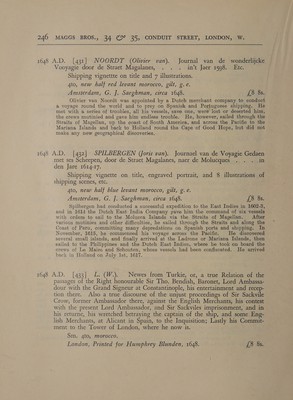 246 MAGGS BROS., 34 & 35, CONDUIT STREET, LONDON, W.
1648 A.D. [431] NOORDT (Olivier van). Journal van de wonderlijcke
Vooyagie door de Straet Magalanes, . . . . in't Jaer 1598. Etc.
Shipping vignette on title and 7 illustrations.
4to, new half red levant morocco, gilt, g. e.
Amsterdam, G. J. Saeghman, circa 1648. £8 8s.
Olivier van Noordt was appointed by a Dutch merchant company to conduct
a voyage round the world and to prey on Spanish and Portuguese shipping. He
met with a series of troubles, all his vessels, save one, were lost or deserted him,
the crews mutinied and gave him endless trouble. He, however, sailed through the
Straits of Magellan, up the coast of South America, and across the Pacific to the
Mariana Islands and back to Holland round the Cape of Good Hope, but did not
make any new geographical discoveries.
1648 A.D. [432] SPILBERGEN (Joris van). Journael van de Voyagie Gedaen
met ses Schepen, door de Straet Magalanes, naer de Molucques . . . . in
den Jare 1614-17.
Shipping vignette on title, engraved portrait, and 8 illustrations of
shipping scenes, etc.
4to, new half blue levant morocco, gilt, g. e.
Amsterdam, G. J. Saeghman, circa 1648. £8 8s.
Spilbergen had conducted a successful expedition to the East Indies in 1602-3,
and in 1614 the Dutch East India Company gave him the command of six vessels
with orders to sail to the Molucca Islands via the Straits of Magellan. After
various mutinies and other difficulties, he sailed through the Straits and along the
Coast of Peru, committing many depredations on Spanish ports and shipping. In
November, 1615, he commenced his voyage across the Pacific. He discovered
several small islands, and finally arrived at the Ladrone or Mariana Islands, then
sailed to the Philippines and the Dutch East Indies, where he took on board the
crews of Le Maire and Schouten, whose vessels had been confiscated. He arrived
back in Holland on July 1st, 1617.
1648 A.D. [433] L. (W.). Newes from Turkie, or, a true Relation of the
passages of the Right honourable Sir Tho. Bendish, Baronet, Lord Ambassa-
dour with the Grand Signeur at Constantinople, his entertainment and recep-
tion there. Also a true discourse of the unjust proceedings of Sir Sackvile
Crow, former Ambassador there, against the English Merchants, his contest
with the present Lord Ambassador, and Sir Sackviles imprisonment, and in
his returns, his wretched betraying the captain of the ship, and some Eng-
lish Merchants, at Alicant in Spain, to the Inquisition; Lastly his Commit-
ment to the Tower of London, where he now is.
Sm. 4to, morocco.
London, Printed for Humphrey Blunden, 1648. £8 8s.